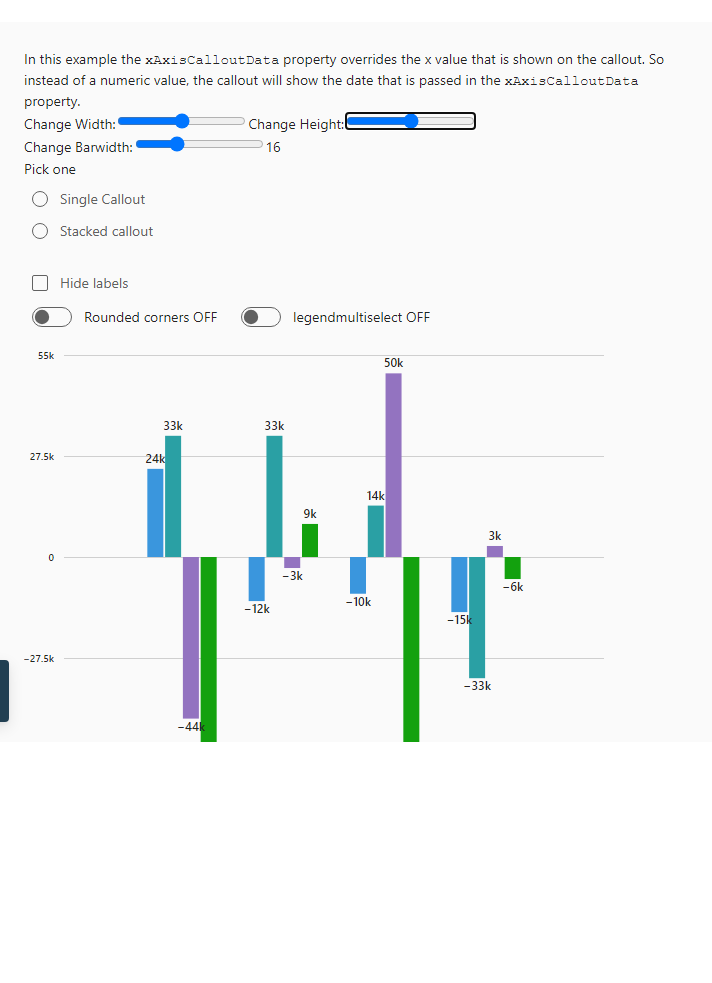 In this example the xAxisCalloutData property overrides the x value that is shown on the callout. So
instead of a numeric value, the callout will show the date that is passed in the xAxisCalloutData
property.
Change Width: Change Height:
Change Barwidth: 16
Pick one
Single Callout
Stacked callout
Hide labels
Rounded corners OFF legendmultiselect OFF
55k
50k
33k 33k
27.5k 24k
14k
9k
3k
0
−3k
−6k
−10k
−12k
−15k
−27.5k
−33k
−44k